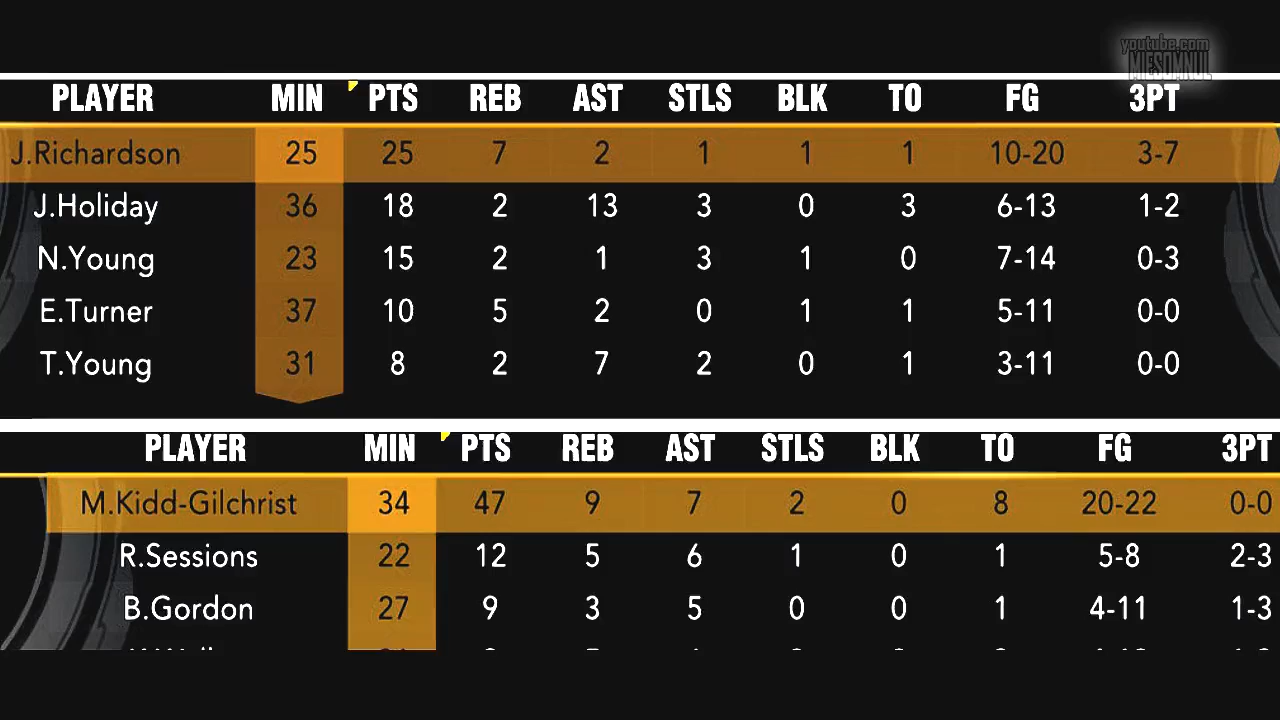 youtube.com
MIESOMNUL
PLAYER MIN PTS REB AST STLS BLK TO FG 3PT
J.Richardson 25 25 7 2 1 1 1 10-20 3-7
J.Holiday 36 18 2 13 3 0 3 6-13 1-2
N.Young 23 15 2 1 3 1 0 7-14 0-3
E.Turner 37 10 5 2 0 1 1 5-11 0-0
T.Young 31 8 2 7 2 0 1 3-11 0-0
PLAYER MIN PTS REB AST STLS BLK TO FG 3PT
M.Kidd-Gilchrist 34 47 9 7 2 0 8 20-22 0-0
R.Sessions 22 12 5 6 1 0 1 5-8 2-3
B.Gordon 27 9 3 5 0 0 1 4-11 1-3